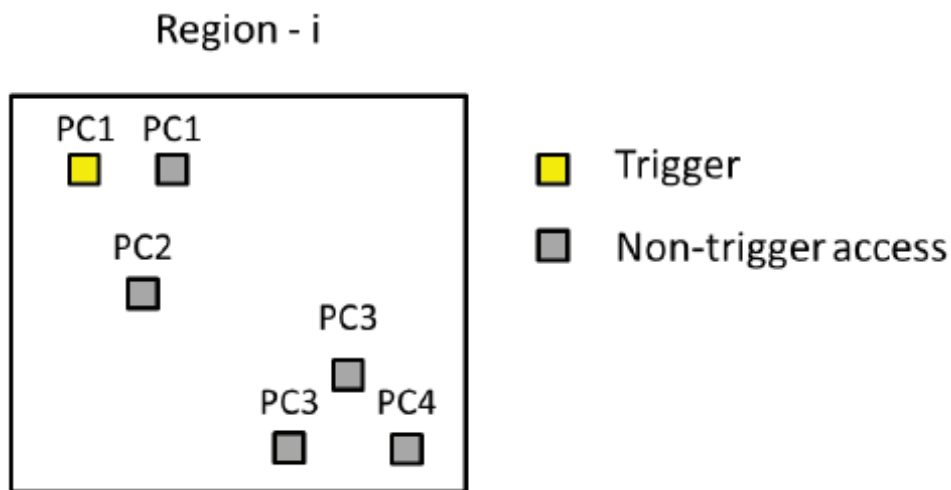 Region - i
PC1 PC1
PC2
PC3
PC3 PC4
Trigger
Non-trigger access